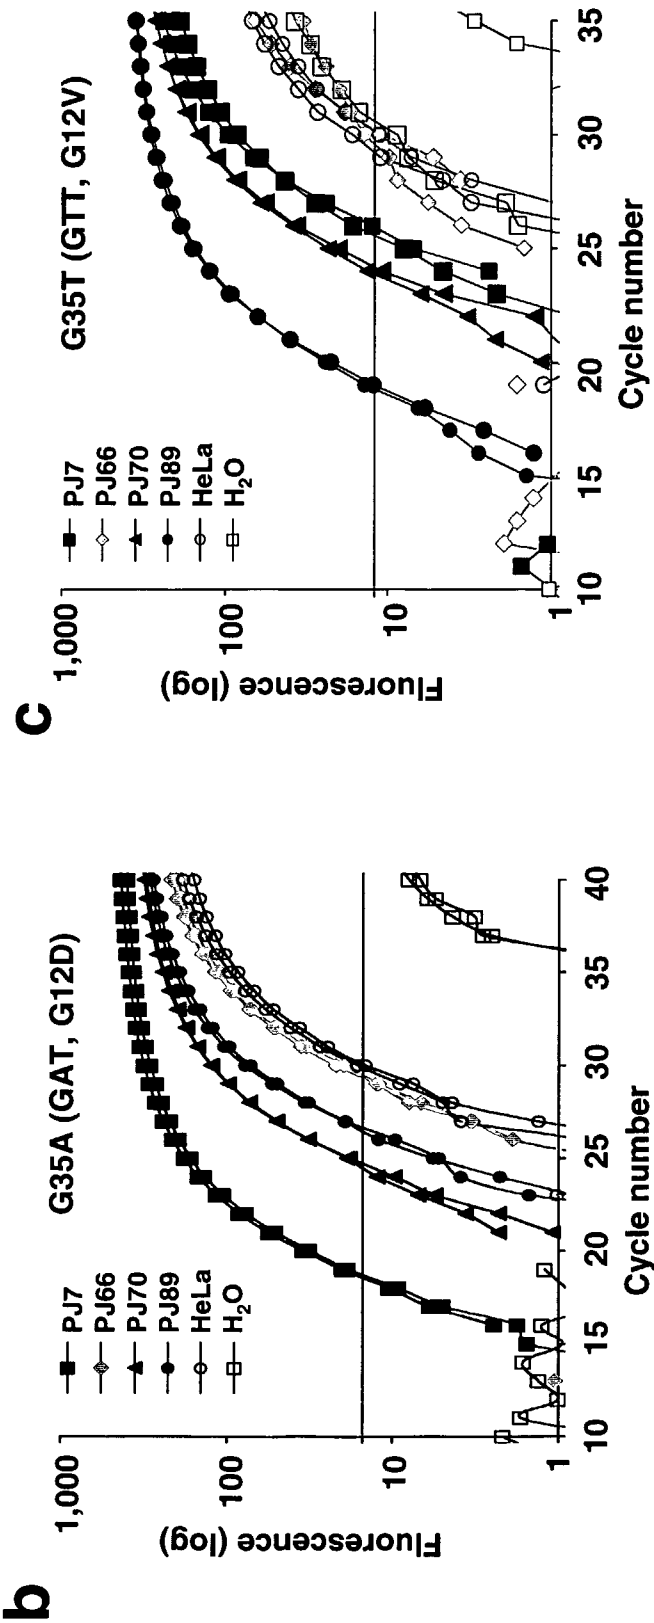 b
G35A (GAT, G12D)
PJ7
PJ66
PJ70
PJ89
HeLa
H2O
Fluorescence (log)
1,000
100
10
1
10 15 20 25 30 35 40
Cycle number
c
G35T (GTT, G12V)
PJ7
PJ66
PJ70
PJ89
HeLa
H2O
Fluorescence (log)
1,000
100
10
1
10 15 20 25 30 35
Cycle number